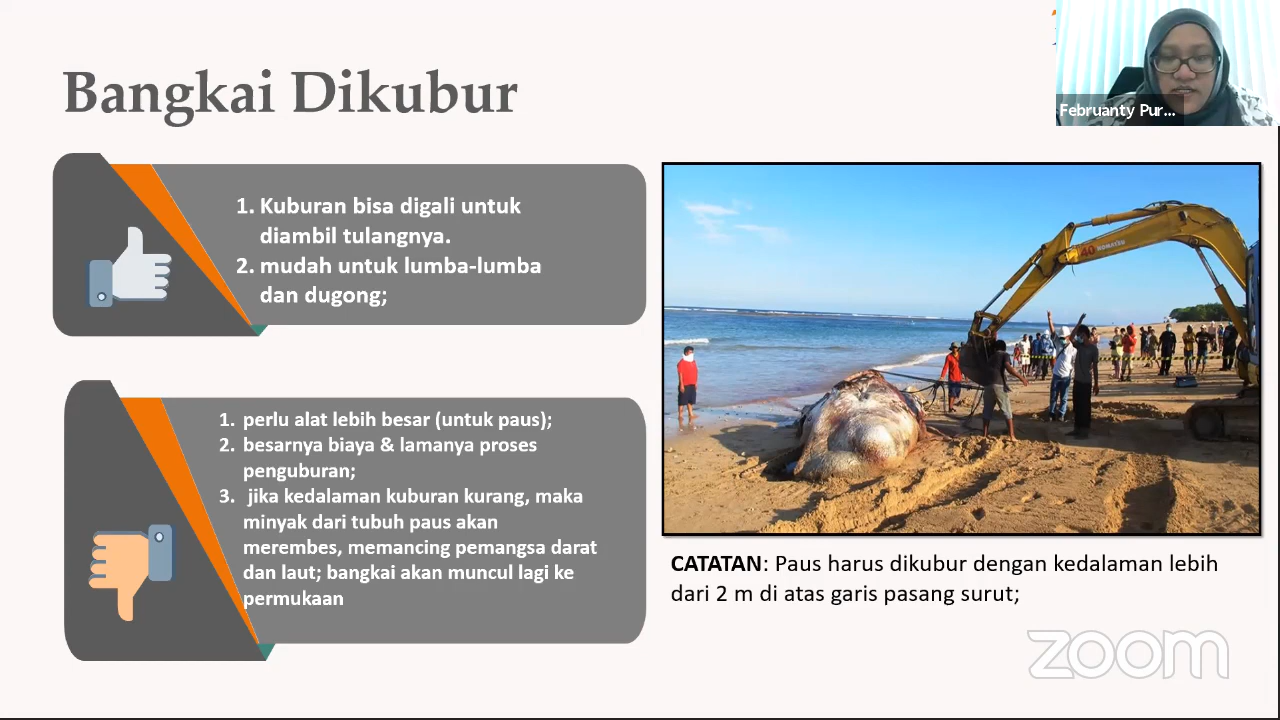 Bangkai Dikubur
Februanty Pur...
1. Kuburan bisa digali untuk
diambil tulangnya.
2. mudah untuk lumba-lumba
dan dugong;
1. perlu alat lebih besar (untuk paus);
2. besarnya biaya & lamanya proses
penguburan;
3. jika kedalaman kuburan kurang, maka
minyak dari tubuh paus akan
merembes, memancing pemangsa darat
dan laut; bangkai akan muncul lagi ke
permukaan
40 KOMATSU
CATATAN: Paus harus dikubur dengan kedalaman lebih
dari 2 m di atas garis pasang surut;
zoom